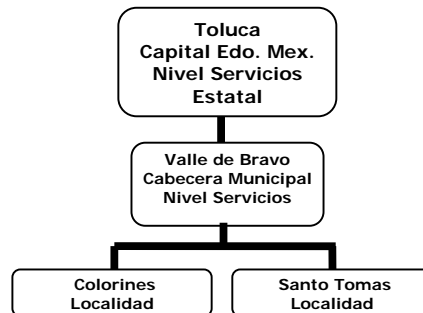 Toluca
Capital Edo. Mex.
Nivel Servicios
Estatal
Valle de Bravo
Cabecera Municipal
Nivel Servicios
Colorines
Localidad
Santo Tomas
Localidad